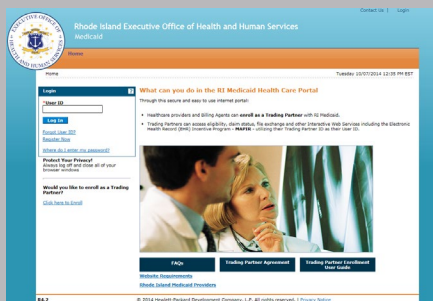 Contact Us | Login
Rhode Island Executive Office of Health and Human Services
Medicaid
Home
Home
Tuesday 10/07/2014 12:35 PM EST
Login
?
*User ID
Log In
Forgot User ID?
Register Now
Where do I enter my password?
Protect Your Privacy!
Always log off and close all of your
browser windows
Would you like to enroll as a Trading
Partner?
Click here to Enroll
What can you do in the RI Medicaid Health Care Portal
Through this secure and easy to use internet portal:
Healthcare providers and Billing Agents can enroll as a Trading Partner with RI Medicaid.
Trading Partners can access eligibility, claim status, file exchange and other Interactive Web Services including the Electronic
Health Record (EHR) Incentive Program - MAPIR - utilizing their Trading Partner ID as their User ID.
FAQs
Trading Partner Agreement
Trading Partner Enrollment
User Guide
Website Requirements
Rhode Island Medicaid Providers
R4.2
© 2014 Hewlett-Packard Development Company, L.P. All rights reserved. | Privacy Notice